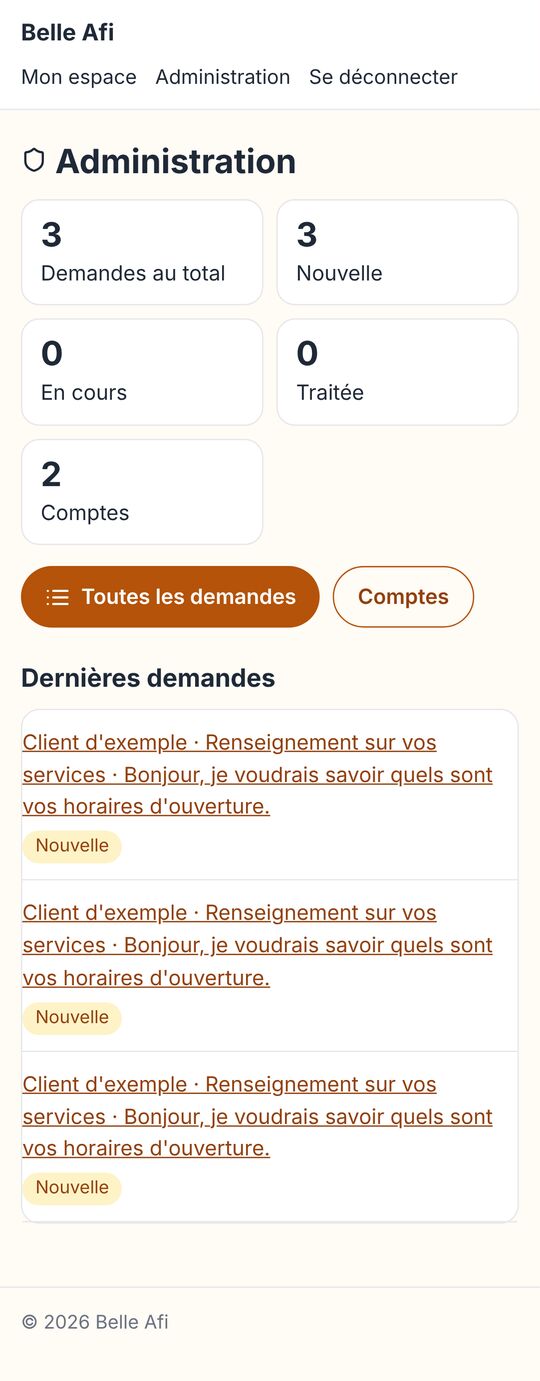 Belle Afi
Mon espace Administration Se déconnecter
Administration
3
Demandes au total
3
Nouvelle
0
En cours
0
Traitée
2
Comptes
Toutes les demandes
Comptes
Dernières demandes
Client d'exemple · Renseignement sur vos
services · Bonjour, je voudrais savoir quels sont
vos horaires d'ouverture.
Nouvelle
Client d'exemple · Renseignement sur vos
services · Bonjour, je voudrais savoir quels sont
vos horaires d'ouverture.
Nouvelle
Client d'exemple · Renseignement sur vos
services · Bonjour, je voudrais savoir quels sont
vos horaires d'ouverture.
Nouvelle
© 2026 Belle Afi